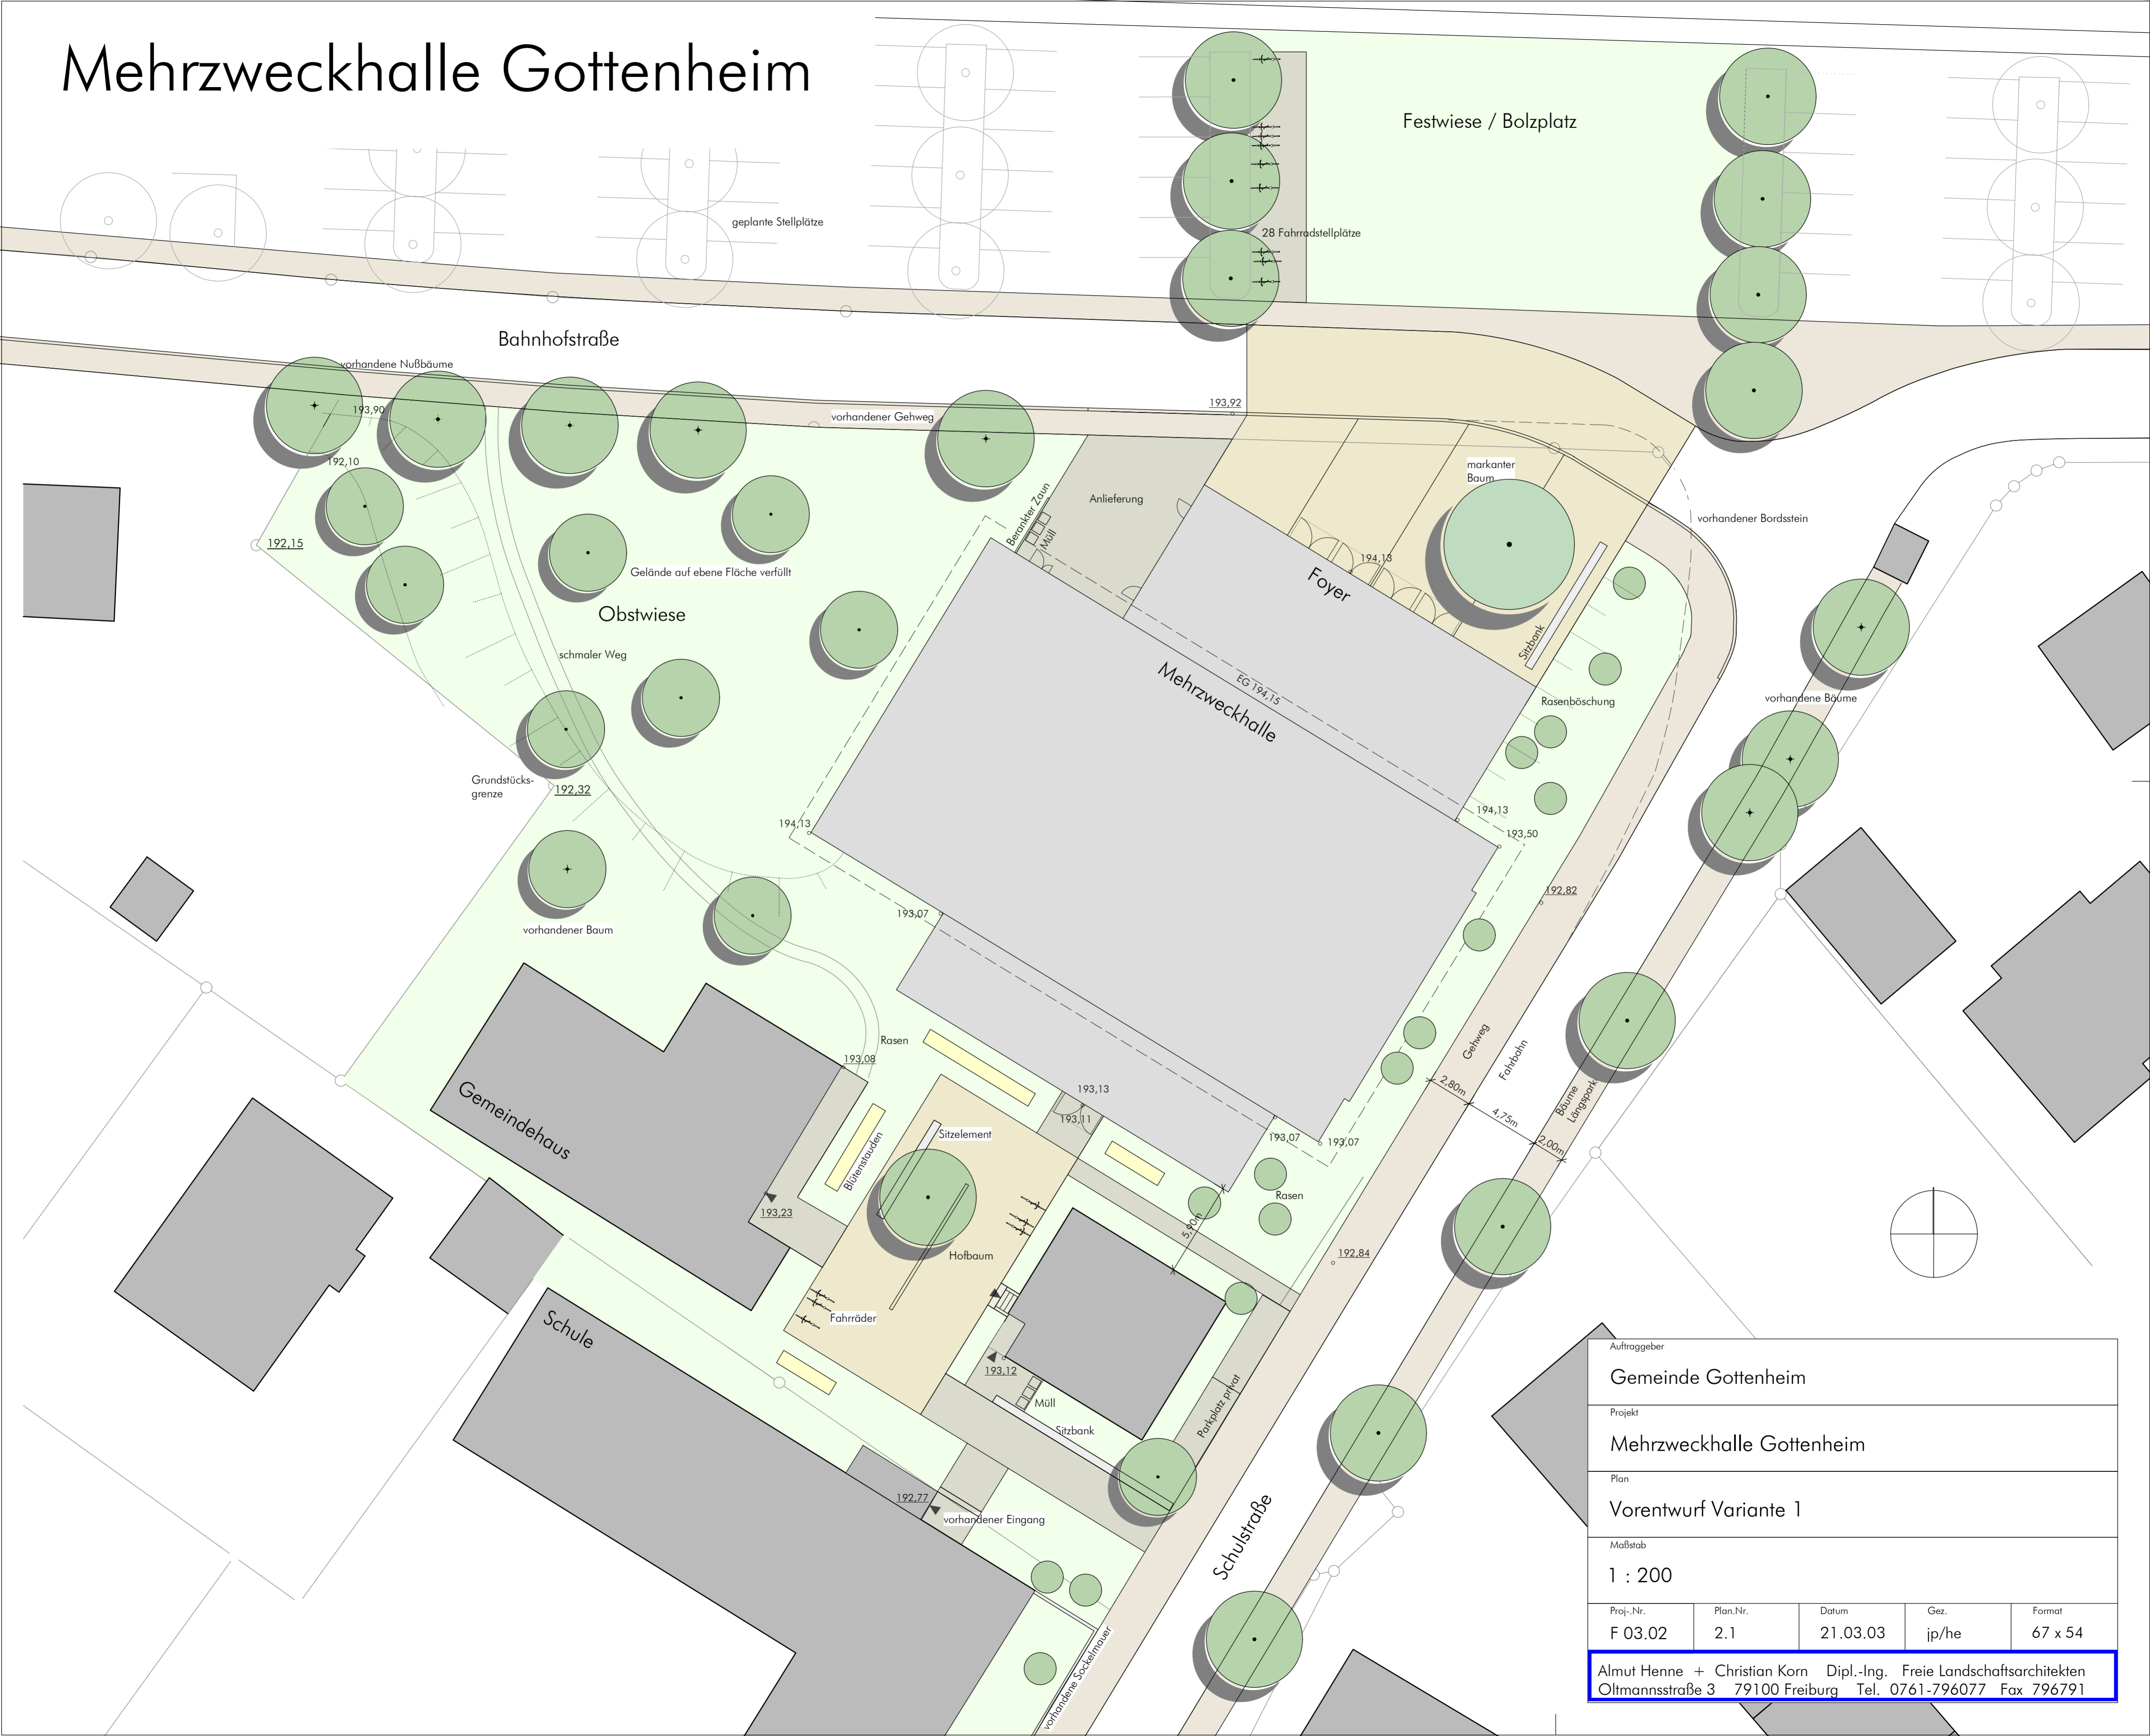 Mehrzweckhalle Gottenheim
Festwiese / Bolzplatz
geplante Stellplätze
28 Fahrradstellplätze
Bahnhofstraße
vorhandene Nußbäume
193,90
vorhandener Gehweg
193,92
192,10
markanter
Baum
Anlieferung
Berankter Zaun
Müll
vorhandener Bordsstein
192,15
194,13
Gelände auf ebene Fläche verfüllt
Foyer
Obstwiese
Sitzbank
schmaler Weg
EG 194,15
Mehrzweckhalle
vorhandene Bäume
Rasenböschung
Grundstücks-
grenze
192,32
194,13
194,13
193,50
192,82
193,07
vorhandener Baum
Rasen
193,08
Gehweg
Fahrbahn
2,80m
4,75m
2,00m
Bäume
Längspark.
Gemeindehaus
193,13
193,11
Sitzelement
193,07
193,07
Blütenstauden
Rasen
193,23
5,90m
Hofbaum
192,84
Fahrräder
Schule
193,12
Müll
Sitzbank
Parkplatz privat
192,77
vorhandener Eingang
Schulstraße
vorhandene Sockelmauer
Auftraggeber
Gemeinde Gottenheim
Projekt
Mehrzweckhalle Gottenheim
Plan
Vorentwurf Variante 1
Maßstab
1 : 200
Proj-.Nr. Plan.Nr. Datum Gez. Format
F 03.02 2.1 21.03.03 jp/he 67 x 54
Almut Henne + Christian Korn Dipl.-Ing. Freie Landschaftsarchitekten
Oltmannsstraße 3 79100 Freiburg Tel. 0761-796077 Fax 796791